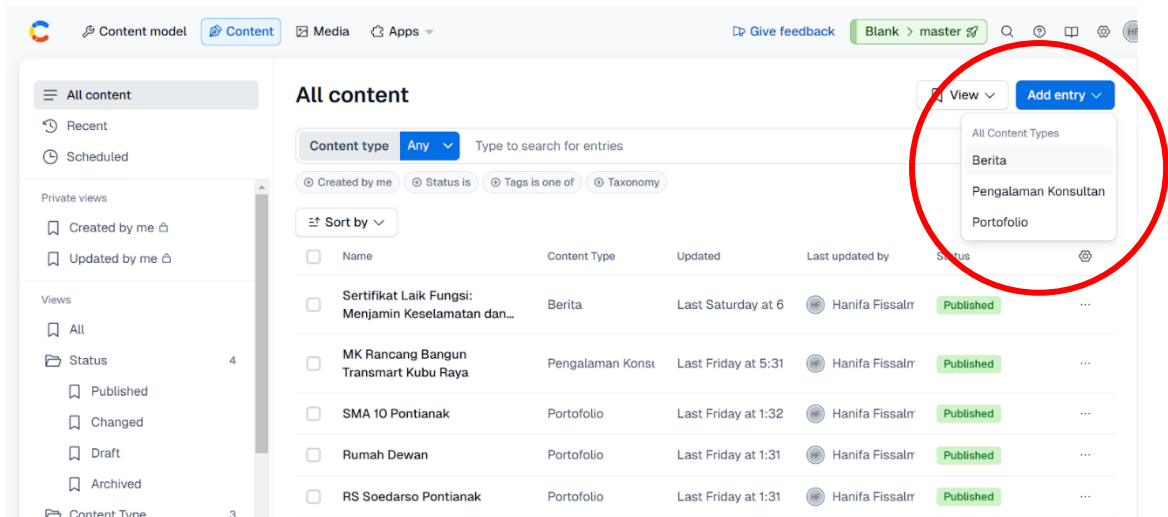 Content model
Content
Media
Apps
Give feedback
Blank > master
All content
Recent
Scheduled
Private views
Created by me
Updated by me
Views
All
Status 4
Published
Changed
Draft
Archived
Content Type 3
All content
View
Add entry
All Content Types
Berita
Pengalaman Konsultan
Portofolio
Content type Any Type to search for entries
Created by me Status is Tags is one of Taxonomy
Sort by
Name Content Type Updated Last updated by Status
Sertifikat Laik Fungsi:
Menjamin Keselamatan dan...
Berita Last Saturday at 6 HF Hanifa Fissalm Published
MK Rancang Bangun
Transmart Kubu Raya
Pengalaman Konsu Last Friday at 5:31 HF Hanifa Fissalm Published
SMA 10 Pontianak Portofolio Last Friday at 1:32 HF Hanifa Fissalm Published
Rumah Dewan Portofolio Last Friday at 1:31 HF Hanifa Fissalm Published
RS Soedarso Pontianak Portofolio Last Friday at 1:31 HF Hanifa Fissalm Published